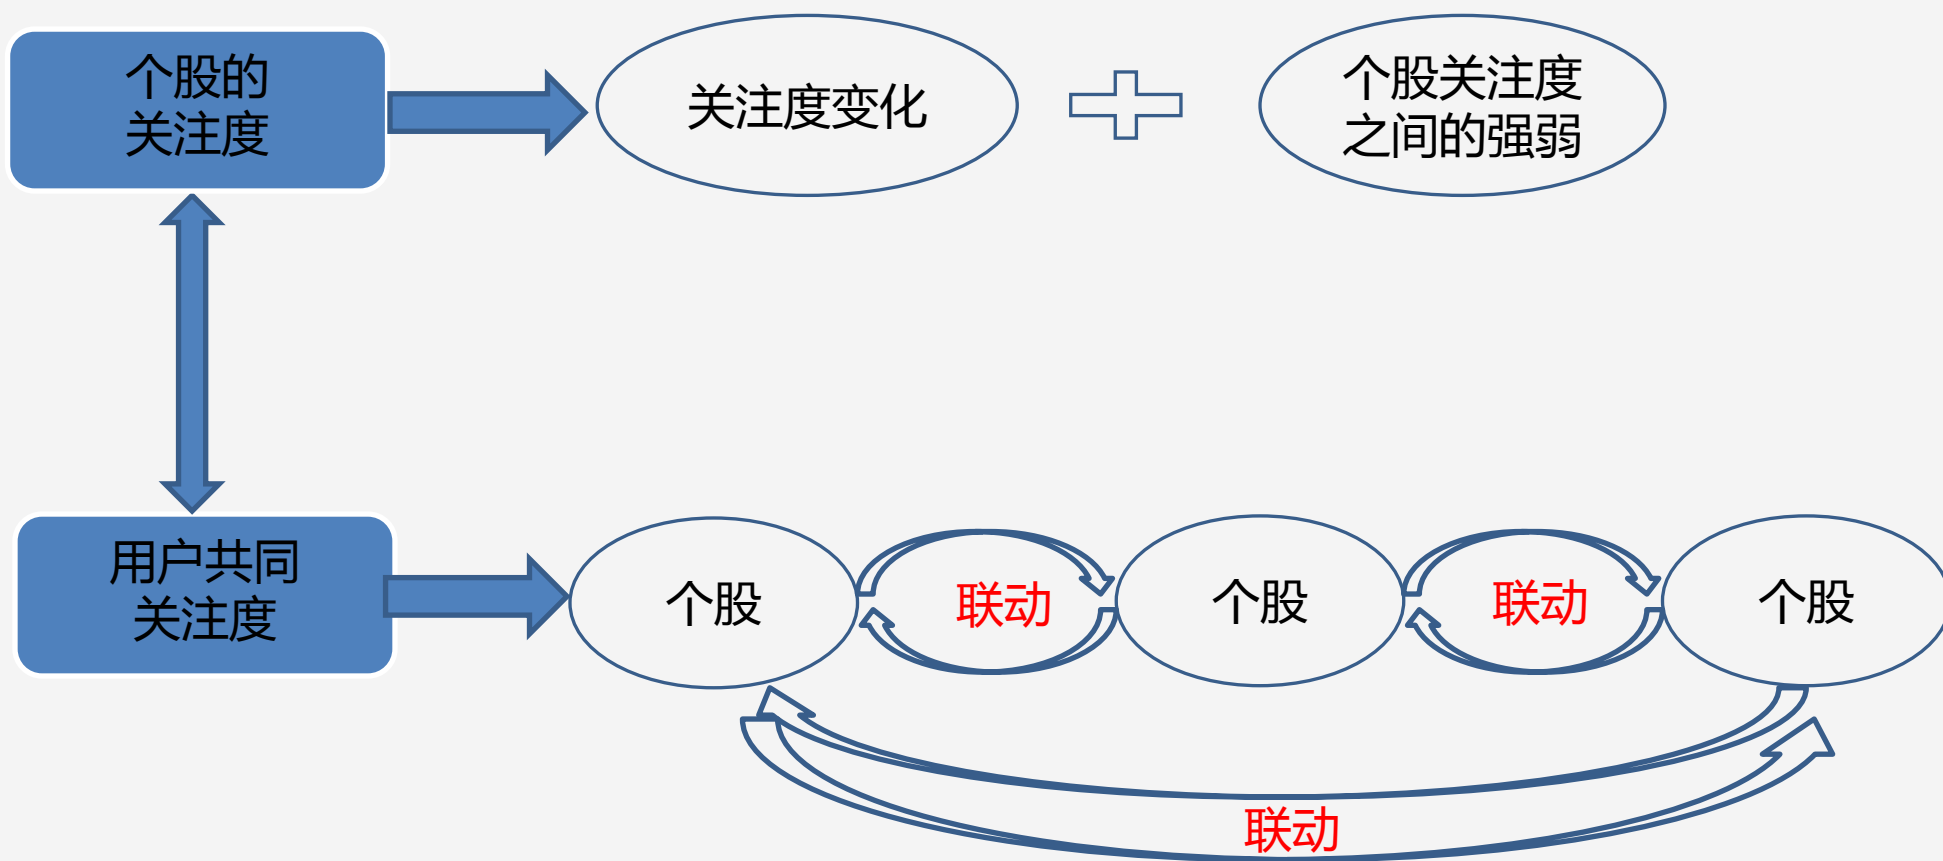 个股的
关注度
关注度变化
个股关注度
之间的强弱
用户共同
关注度
个股
联动
个股
联动
个股
联动